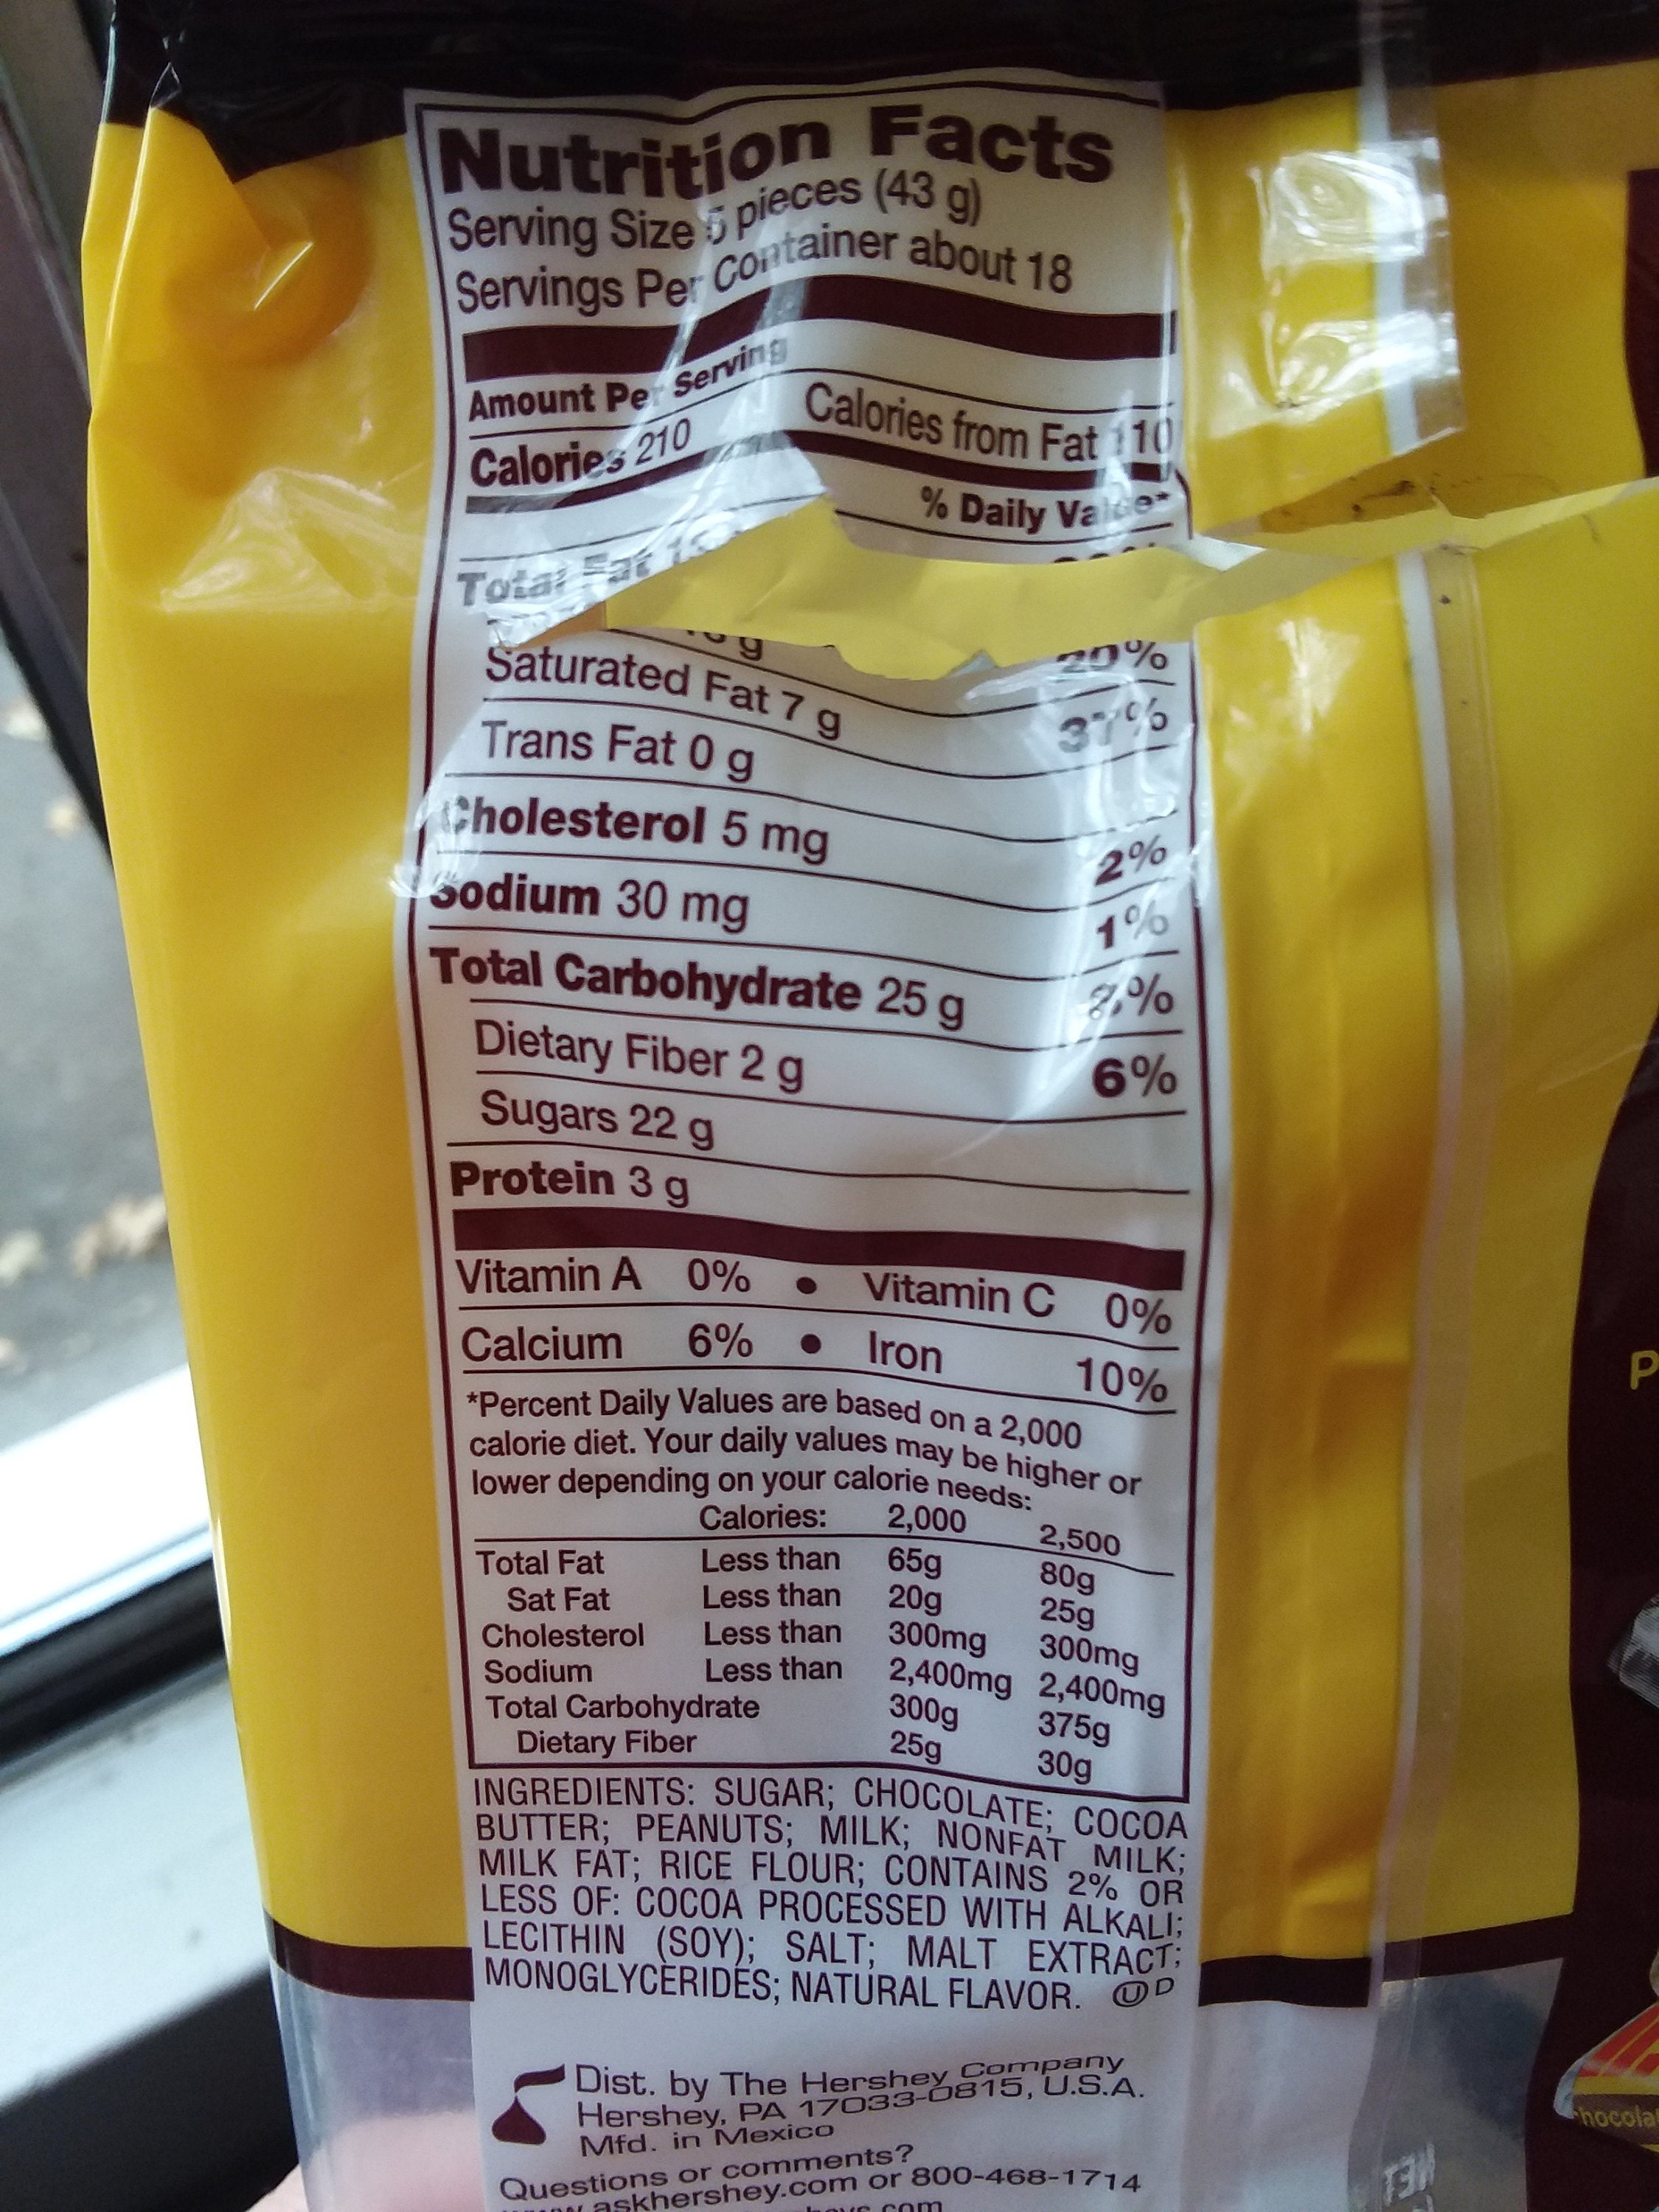 Nutrition Facts
Serving Size 5 pieces (43 g)
Servings Per Container about 18
Amount Per Serving
Calories 210 Calories from Fat 110
% Daily Value*
Total Fat 13 g 20%
Saturated Fat 7 g 37%
Trans Fat 0 g
Cholesterol 5 mg 2%
Sodium 30 mg 1%
Total Carbohydrate 25 g 8%
Dietary Fiber 2 g 6%
Sugars 22 g
Protein 3 g
Vitamin A 0% • Vitamin C 0%
Calcium 6% • Iron 10%
*Percent Daily Values are based on a 2,000
calorie diet. Your daily values may be higher or
lower depending on your calorie needs:
Calories: 2,000 2,500
Total Fat Less than 65g 80g
Sat Fat Less than 20g 25g
Cholesterol Less than 300mg 300mg
Sodium Less than 2,400mg 2,400mg
Total Carbohydrate 300g 375g
Dietary Fiber 25g 30g
INGREDIENTS: SUGAR; CHOCOLATE; COCOA
BUTTER; PEANUTS; MILK; NONFAT MILK;
MILK FAT; RICE FLOUR; CONTAINS 2% OR
LESS OF: COCOA PROCESSED WITH ALKALI;
LECITHIN (SOY); SALT; MALT EXTRACT;
MONOGLYCERIDES; NATURAL FLAVOR. Ⓤ D
Dist. by The Hershey Company
Hershey, PA 17033-0815, U.S.A.
Mfd. in Mexico
Questions or comments?
askhershey.com or 800-468-1714